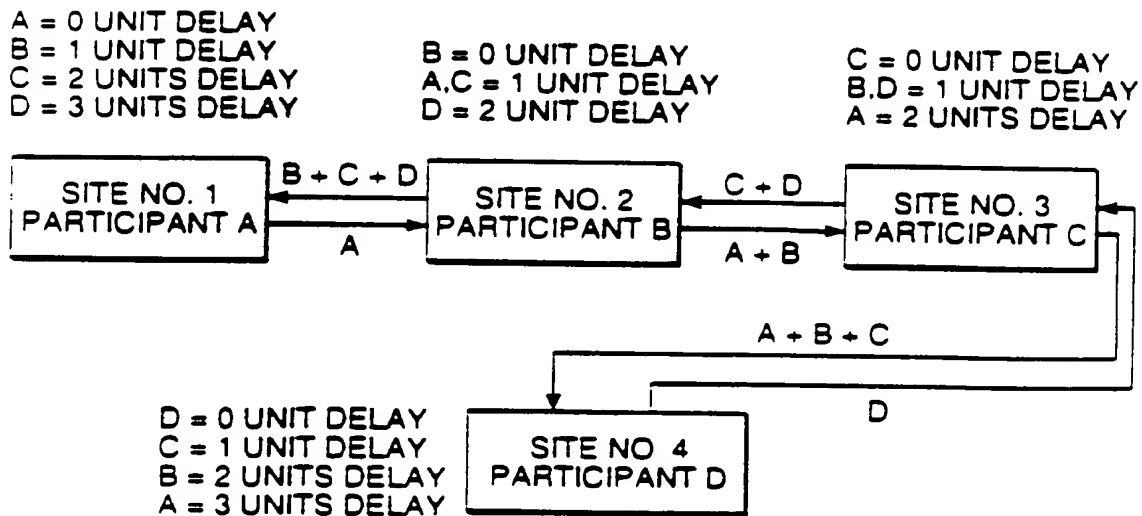 A = 0 UNIT DELAY
B = 1 UNIT DELAY
C = 2 UNITS DELAY
D = 3 UNITS DELAY
B = 0 UNIT DELAY
A,C = 1 UNIT DELAY
D = 2 UNIT DELAY
C = 0 UNIT DELAY
B,D = 1 UNIT DELAY
A = 2 UNITS DELAY
SITE NO. 1
PARTICIPANT A
B + C + D
A
SITE NO. 2
PARTICIPANT B
C + D
A + B
SITE NO. 3
PARTICIPANT C
A + B + C
D
D = 0 UNIT DELAY
C = 1 UNIT DELAY
B = 2 UNITS DELAY
A = 3 UNITS DELAY
SITE NO. 4
PARTICIPANT D